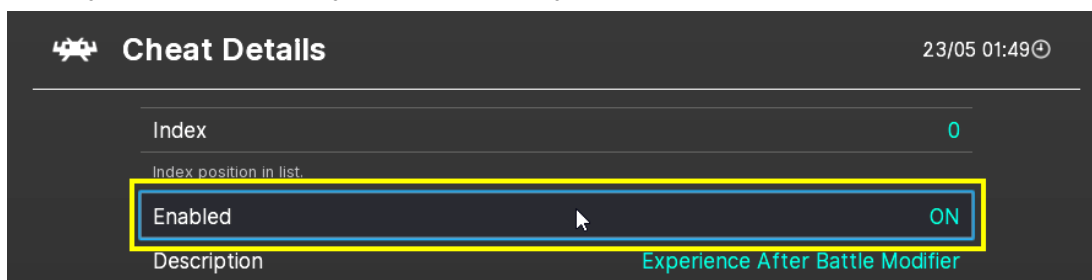 Cheat Details 23/05 01:49
Index 0
Index position in list.
Enabled ON
Description Experience After Battle Modifier